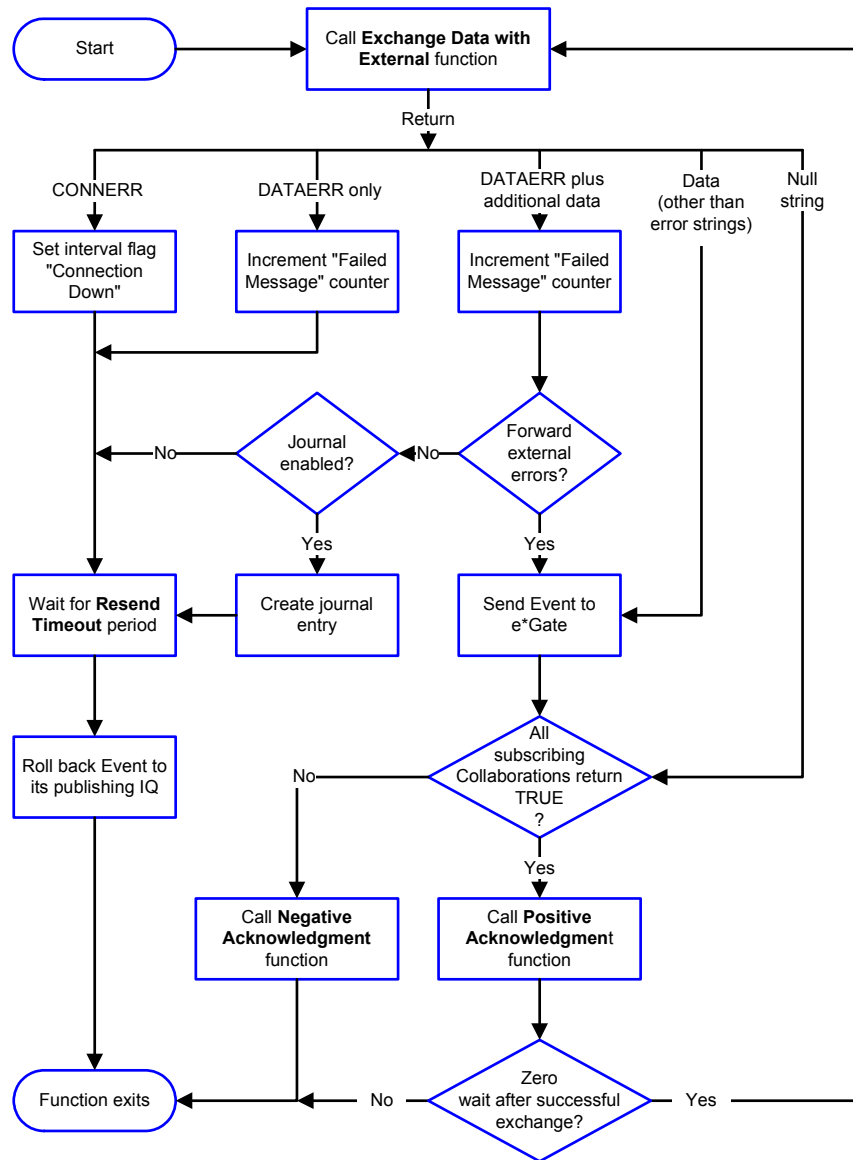 Start
Call Exchange Data with
External function
Return
CONNERR
DATAERR only
DATAERR plus
additional data
Data
(other than
error strings)
Null
string
Set interval flag
"Connection
Down"
Increment "Failed
Message" counter
Increment "Failed
Message" counter
No
Journal
enabled?
No
Forward
external
errors?
Yes
Yes
Wait for Resend
Timeout period
Create journal
entry
Send Event to
e*Gate
Roll back Event to
its publishing IQ
No
All
subscribing
Collaborations return
TRUE
?
Yes
Call Negative
Acknowledgment
function
Call Positive
Acknowledgment
function
Function exits
No
Zero
wait after successful
exchange?
Yes